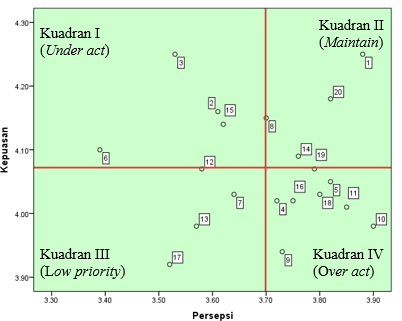 4.30
4.20
4.10
4.00
3.90
Kepuasan
Kuadran I
(Under act)
Kuadran II
(Maintain)
3
1
2
15
20
8
6
12
14
19
7
13
17
16
4
5
11
18
10
9
Kuadran III
(Low priority)
Kuadran IV
(Over act)
3.30 3.40 3.50 3.60 3.70 3.80 3.90
Persepsi